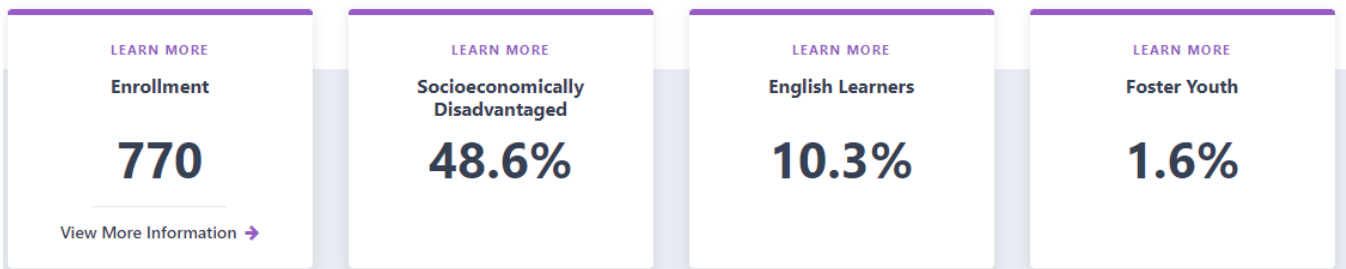 LEARN MORE
Enrollment
770
View More Information
LEARN MORE
Socioeconomically
Disadvantaged
48.6%
LEARN MORE
English Learners
10.3%
LEARN MORE
Foster Youth
1.6%